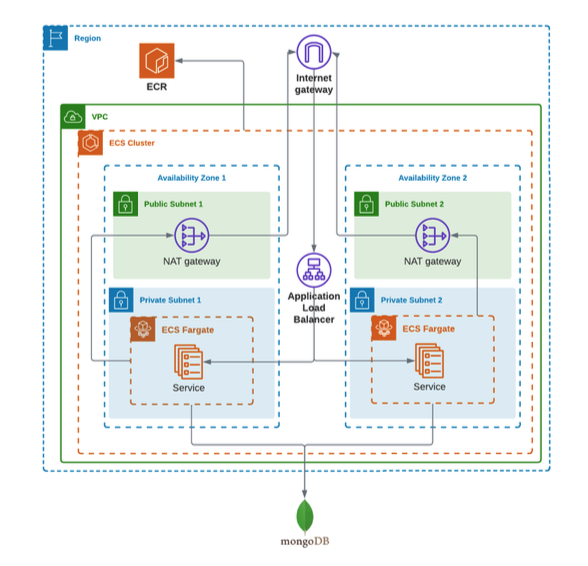 Region
ECR
Internet
gateway
VPC
ECS Cluster
Availability Zone 1
Availability Zone 2
Public Subnet 1
Public Subnet 2
NAT gateway
NAT gateway
Application
Load
Balancer
Private Subnet 1
Private Subnet 2
ECS Fargate
ECS Fargate
Service
Service
mongoDB